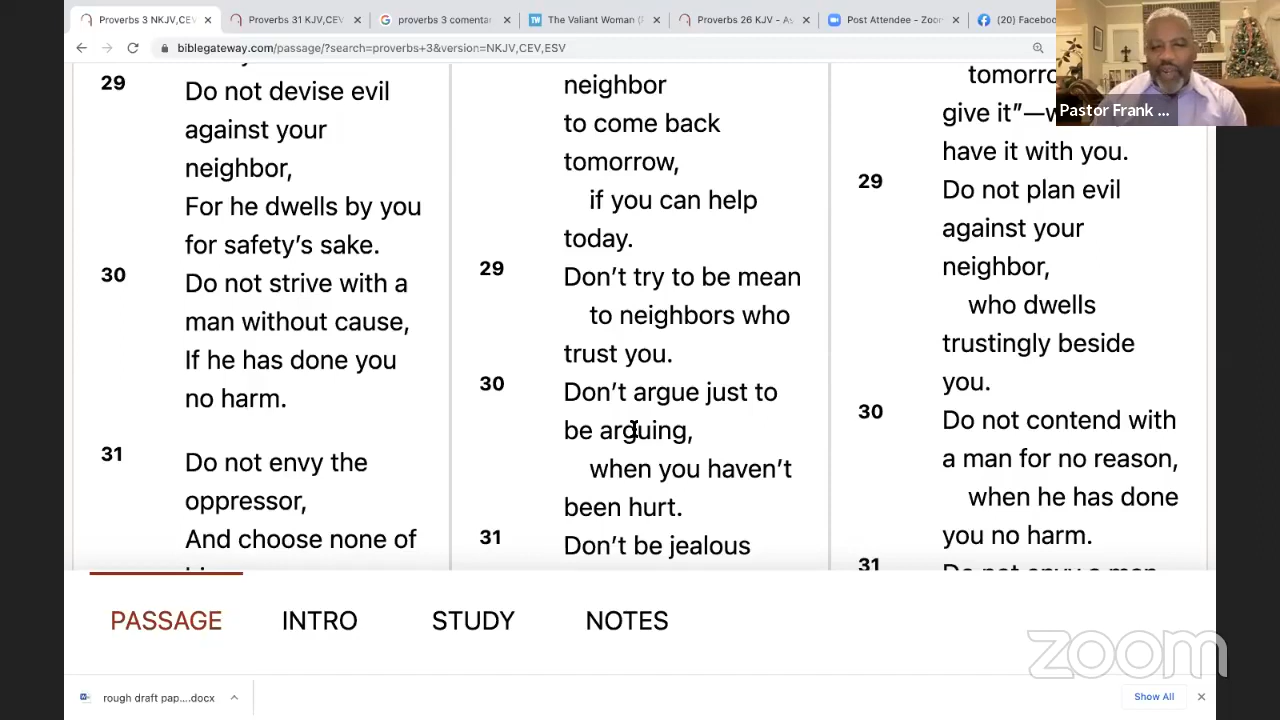 Proverbs 3 NKJV,CEV
Proverbs 31 KJV,CEV
proverbs 3 comentar
The Valiant Woman (
Proverbs 26 KJV - As
Post Attendee - Zoo
(20) Faceboo
biblegateway.com/passage/?search=proverbs+3&version=NKJV,CEV,ESV
Pastor Frank ...
29
Do not devise evil
against your
neighbor,
For he dwells by you
for safety’s sake.
30
Do not strive with a
man without cause,
If he has done you
no harm.
31
Do not envy the
oppressor,
And choose none of
neighbor
to come back
tomorrow,
if you can help
today.
29
Don’t try to be mean
to neighbors who
trust you.
30
Don’t argue just to
be arguing,
when you haven’t
been hurt.
31
Don’t be jealous
tomorro
give it”—w
have it with you.
29
Do not plan evil
against your
neighbor,
who dwells
trustingly beside
you.
30
Do not contend with
a man for no reason,
when he has done
you no harm.
31
Do not envy a man
PASSAGE
INTRO
STUDY
NOTES
zoom
rough draft pap....docx
Show All